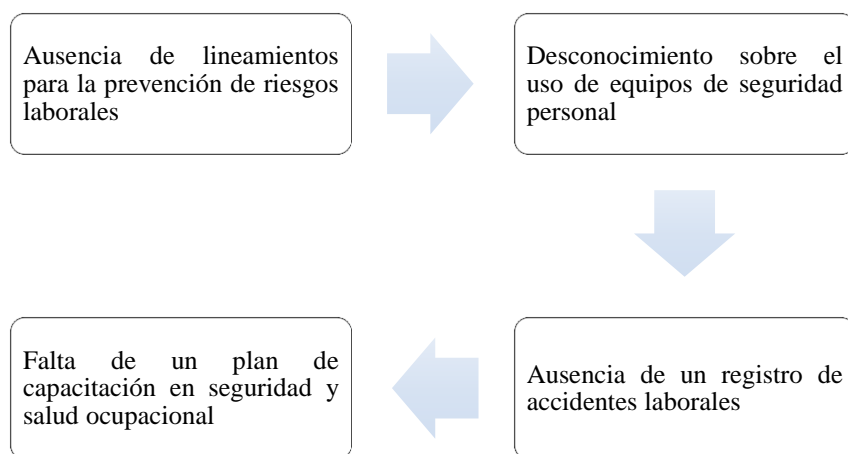 Ausencia de lineamientos
para la prevención de riesgos
laborales
Desconocimiento sobre el
uso de equipos de seguridad
personal
Ausencia de un registro de
accidentes laborales
Falta de un plan de
capacitación en seguridad y
salud ocupacional